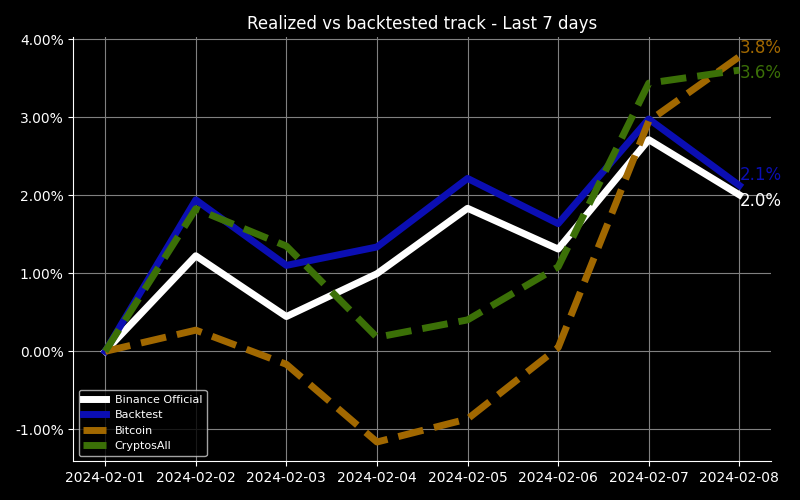 Realized vs backtested track - Last 7 days
4.00%
3.00%
2.00%
1.00%
0.00%
-1.00%
3.8%
3.6%
2.1%
2.0%
Binance Official
Backtest
Bitcoin
CryptosAll
2024-02-01 2024-02-02 2024-02-03 2024-02-04 2024-02-05 2024-02-06 2024-02-07 2024-02-08